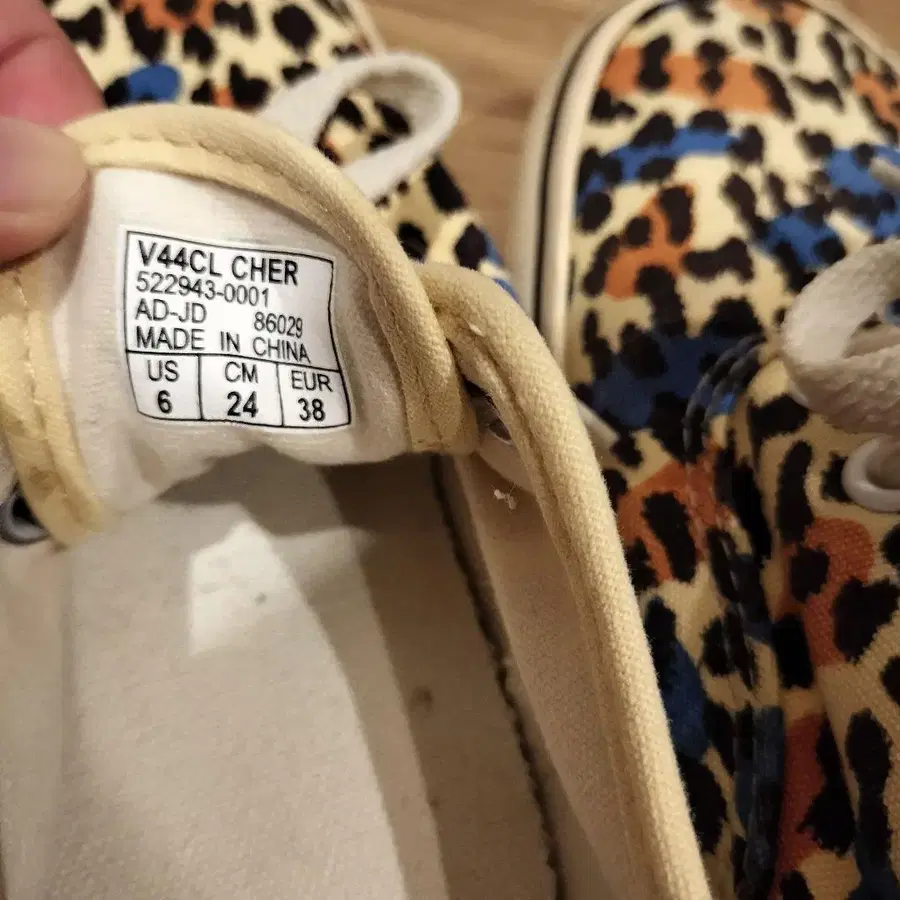 V44CL CHER
522943-0001
AD-JD 86029
MADE IN CHINA
US CM EUR
6 24 38